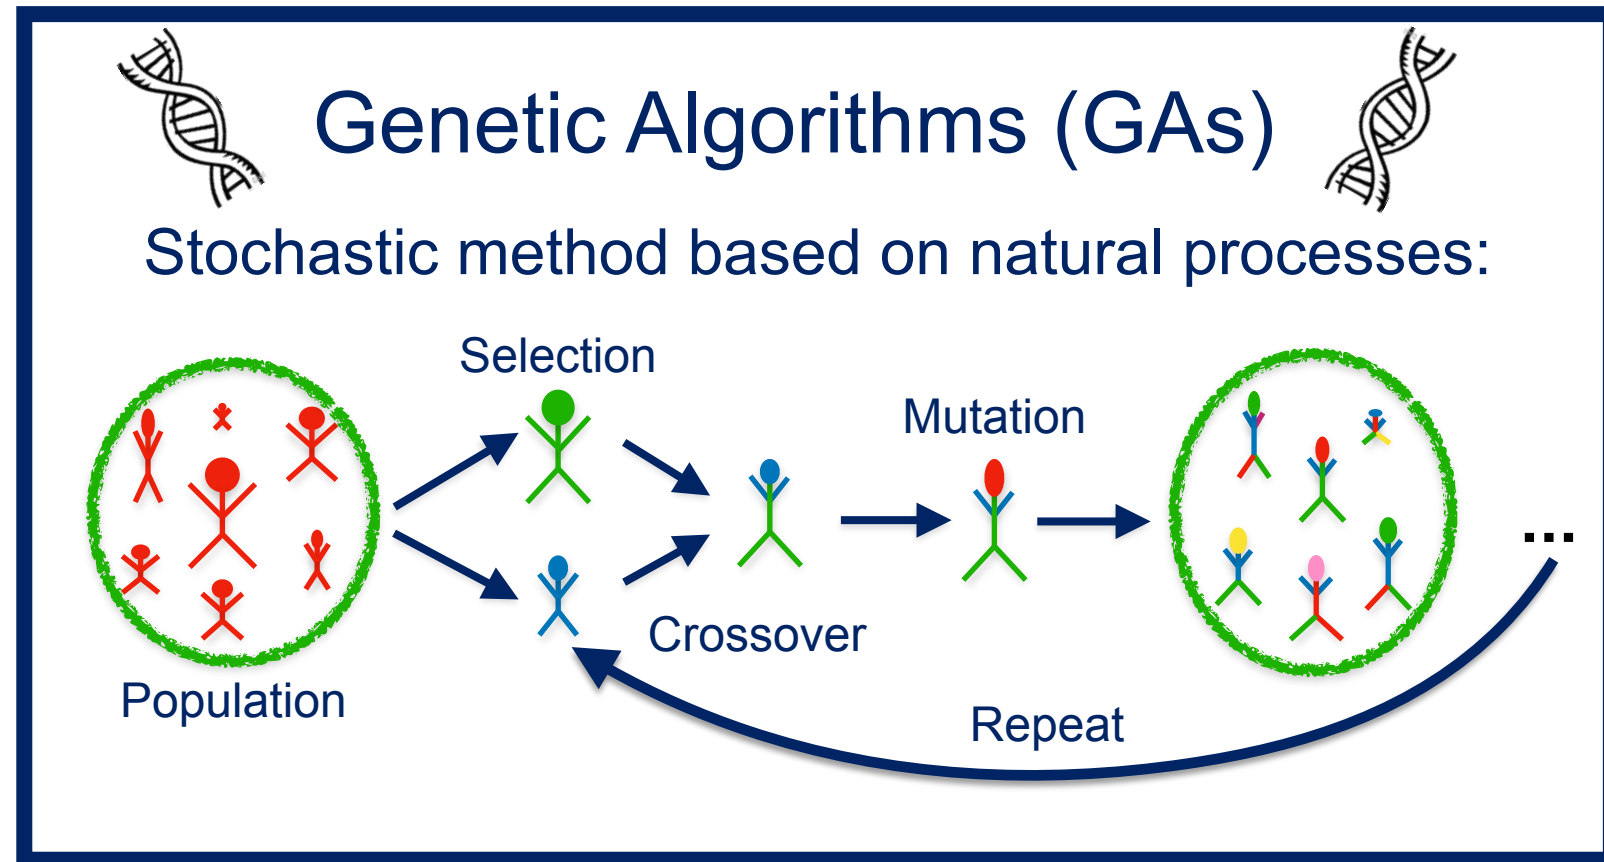 Genetic Algorithms (GAs)
Stochastic method based on natural processes:
Selection
Mutation
...
Crossover
Population
Repeat